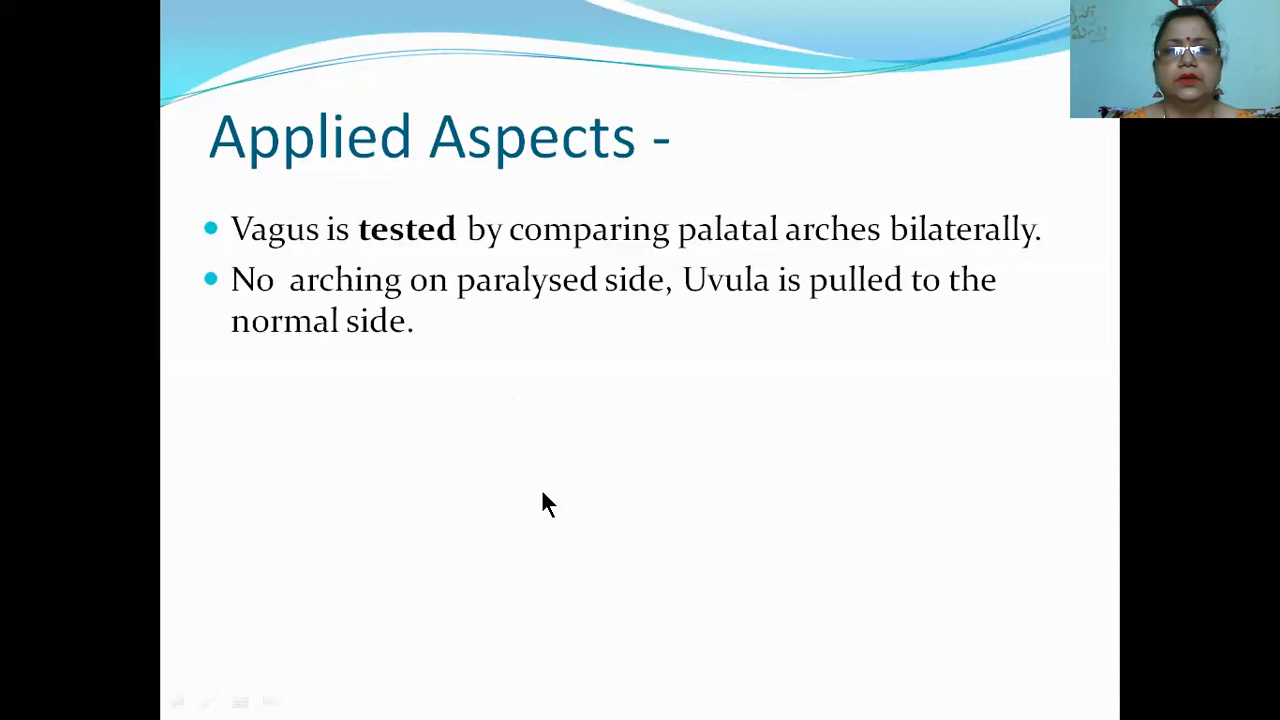 Applied Aspects -
Vagus is tested by comparing palatal arches bilaterally.
No arching on paralysed side, Uvula is pulled to the
normal side.